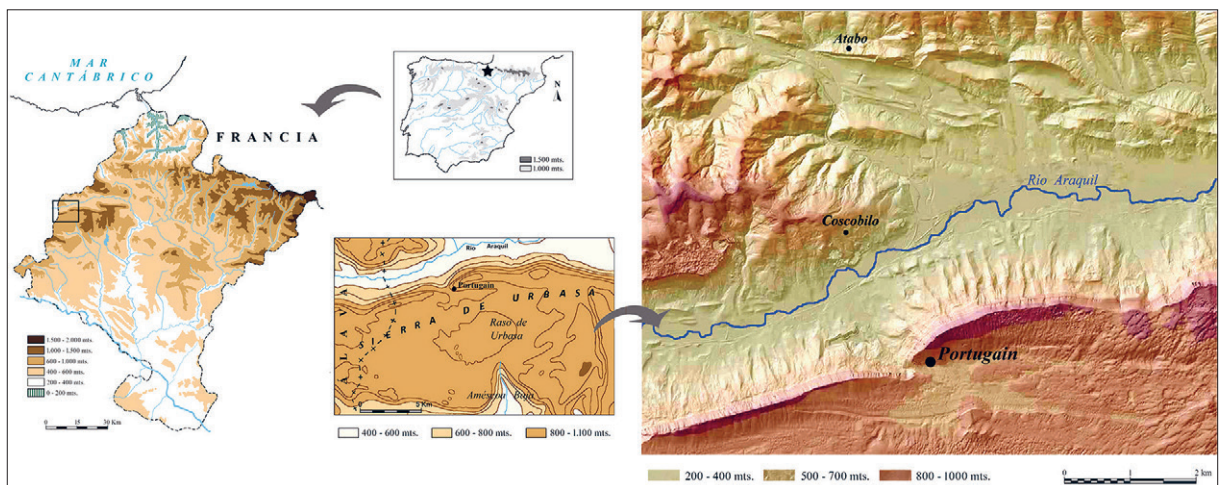 MAR
CANTÁBRICO
FRANCIA
1.500 - 2.000 mts.
1.000 - 1.500 mts.
600 - 1.000 mts.
400 - 600 mts.
200 - 400 mts.
0 - 200 mts.
0 15 30 Km
N
1.500 mts.
1.000 mts.
Río Araquil
Portugain
ALAVA
SIERRA DE URBASA
Raso de
Urbasa
Améscoa Baja
0 5 Km
400 - 600 mts.
600 - 800 mts.
800 - 1.100 mts.
Atabo
Rio Araquil
Coscobilo
Portugain
200 - 400 mts.
500 - 700 mts.
800 - 1000 mts.
0 1 2 km